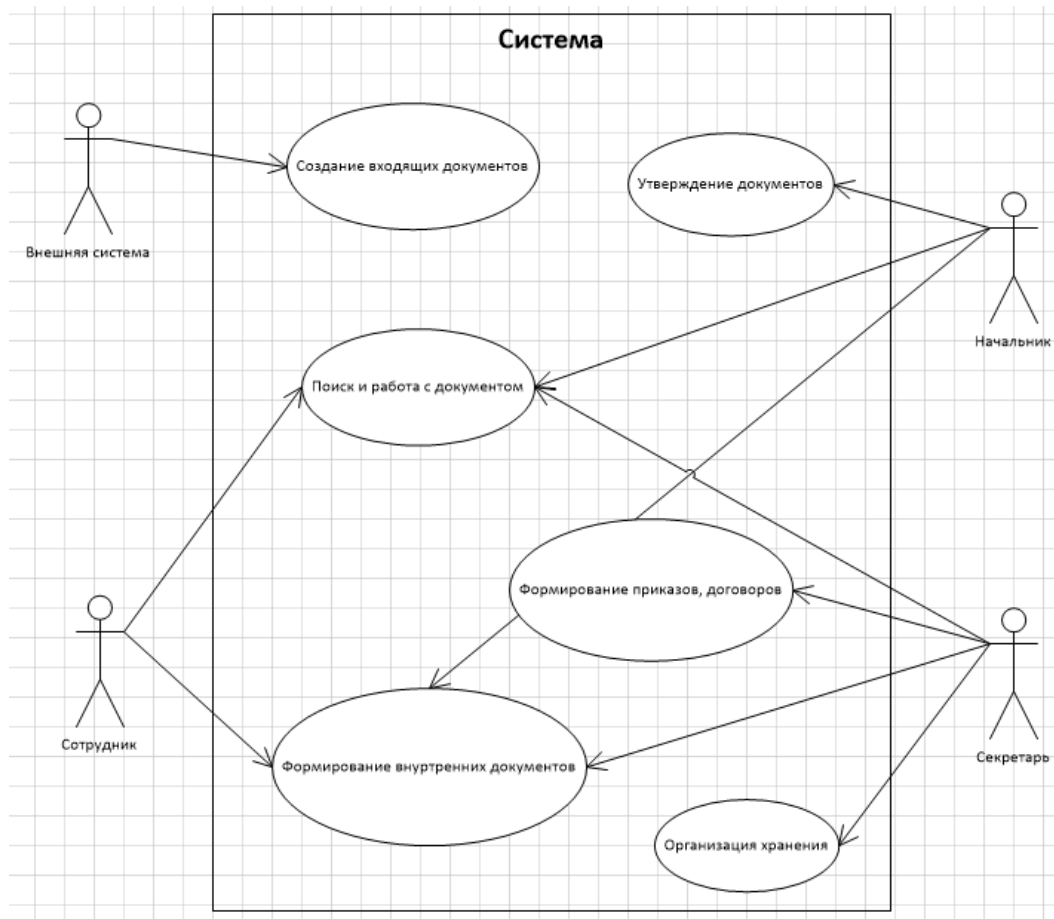 Система
Создание входящих документов
Утверждение документов
Внешняя система
Начальник
Поиск и работа с документом
Формирование приказов, договоров
Сотрудник
Секретарь
Формирование внуртренних документов
Организация хранения